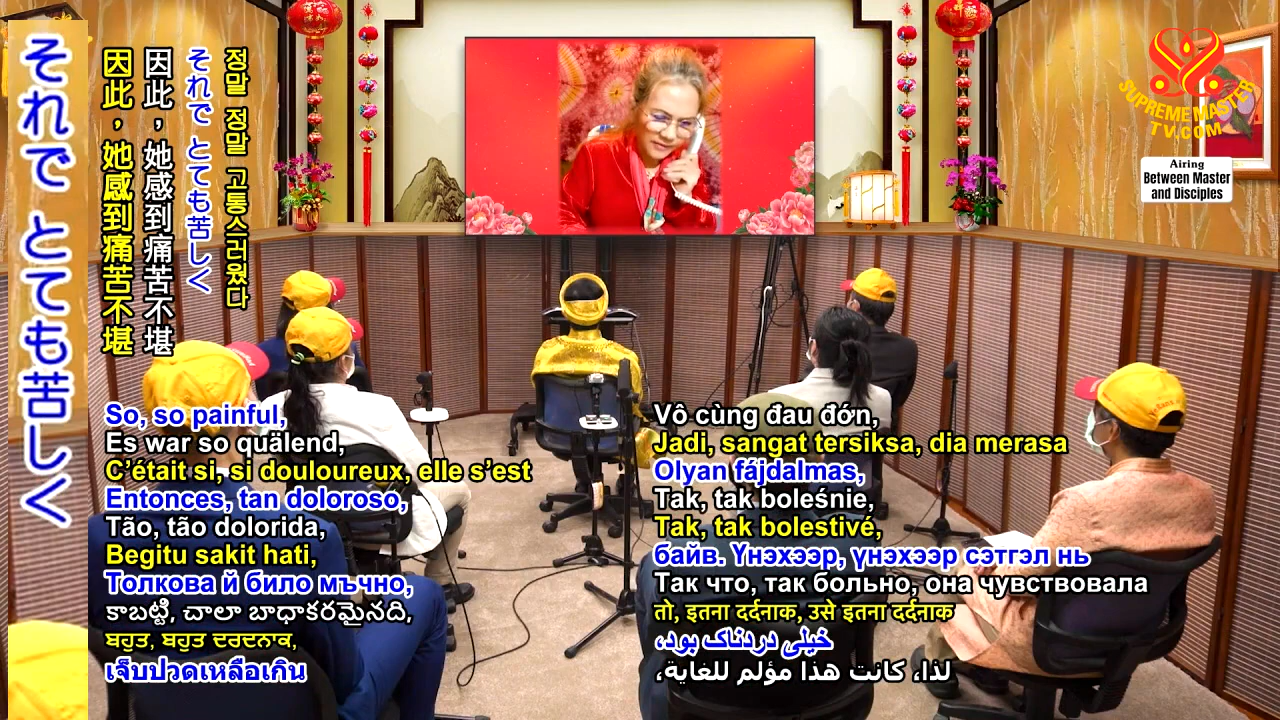 それで とても苦しく
因此，她感到痛苦不堪
因此，她感到痛苦不堪
それで とても苦しく
정말 정말 고통스러웠다
SUPREME MASTER
TV.COM
Airing
Between Master
and Disciples
So, so painful,
Es war so quälend,
C’était si, si douloureux, elle s’est
Entonces, tan doloroso,
Tão, tão dolorida,
Begitu sakit hati,
Толкова й било мъчно,
కాబట్టి, చాలా బాధాకరమైనది,
ਬਹੁਤ, ਬਹੁਤ ਦਰਦਨਾਕ,
เจ็บปวดเหลือเกิน
Vô cùng đau đớn,
Jadi, sangat tersiksa, dia merasa
Olyan fájdalmas,
Tak, tak boleśnie,
Tak, tak bolestivé,
байв. Үнэхээр, үнэхээр сэтгэл нь
Так что, так больно, она чувствовала
तो, इतना दर्दनाक, उसे इतना दर्दनाक
خیلی دردناک بود،
لذا، كانت هذا مؤلم للغاية،